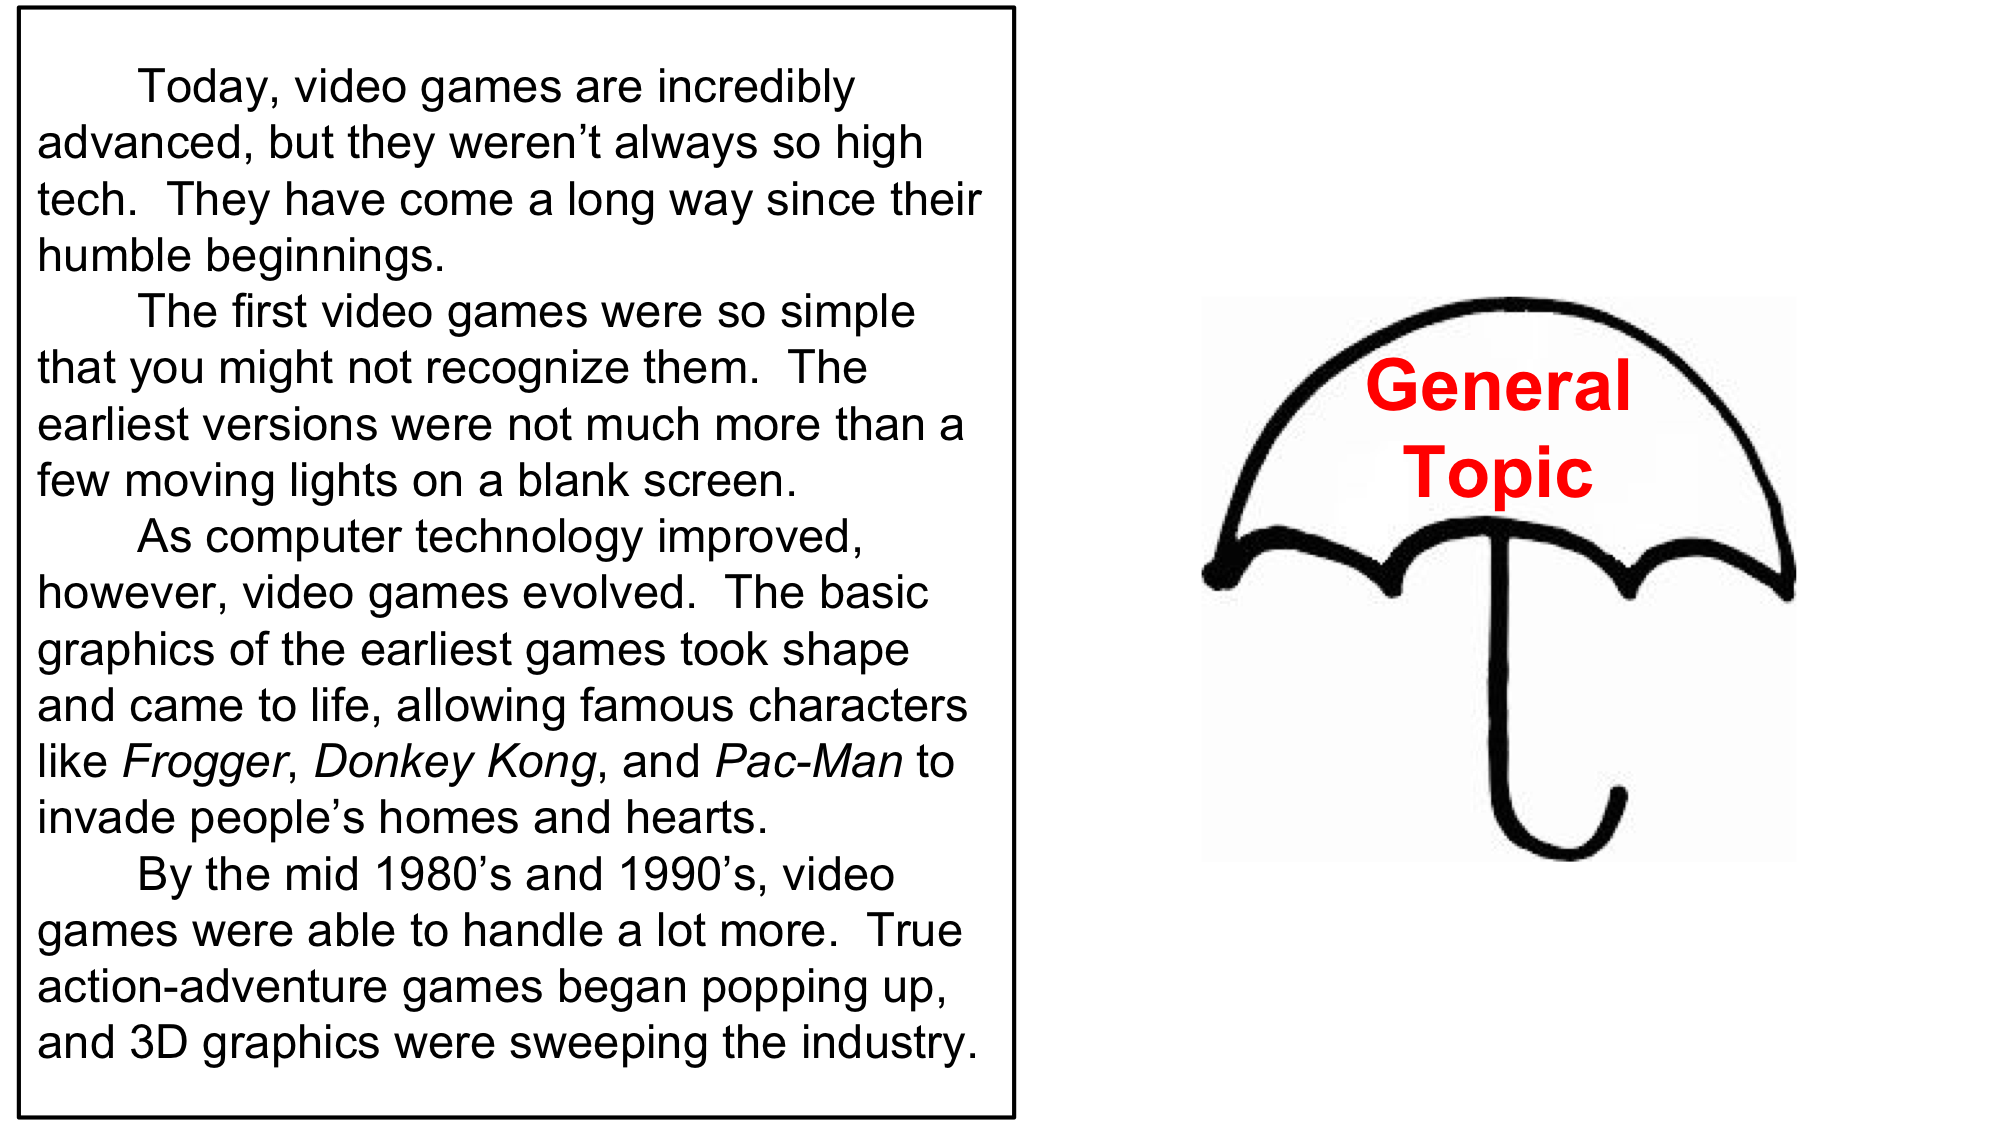 Today, video games are incredibly
advanced, but they weren’t always so high
tech.  They have come a long way since their
humble beginnings.
The first video games were so simple
that you might not recognize them.  The
earliest versions were not much more than a
few moving lights on a blank screen.
As computer technology improved,
however, video games evolved.  The basic
graphics of the earliest games took shape
and came to life, allowing famous characters
like Frogger, Donkey Kong, and Pac-Man to
invade people’s homes and hearts.
By the mid 1980’s and 1990’s, video
games were able to handle a lot more.  True
action-adventure games began popping up,
and 3D graphics were sweeping the industry.
General
Topic